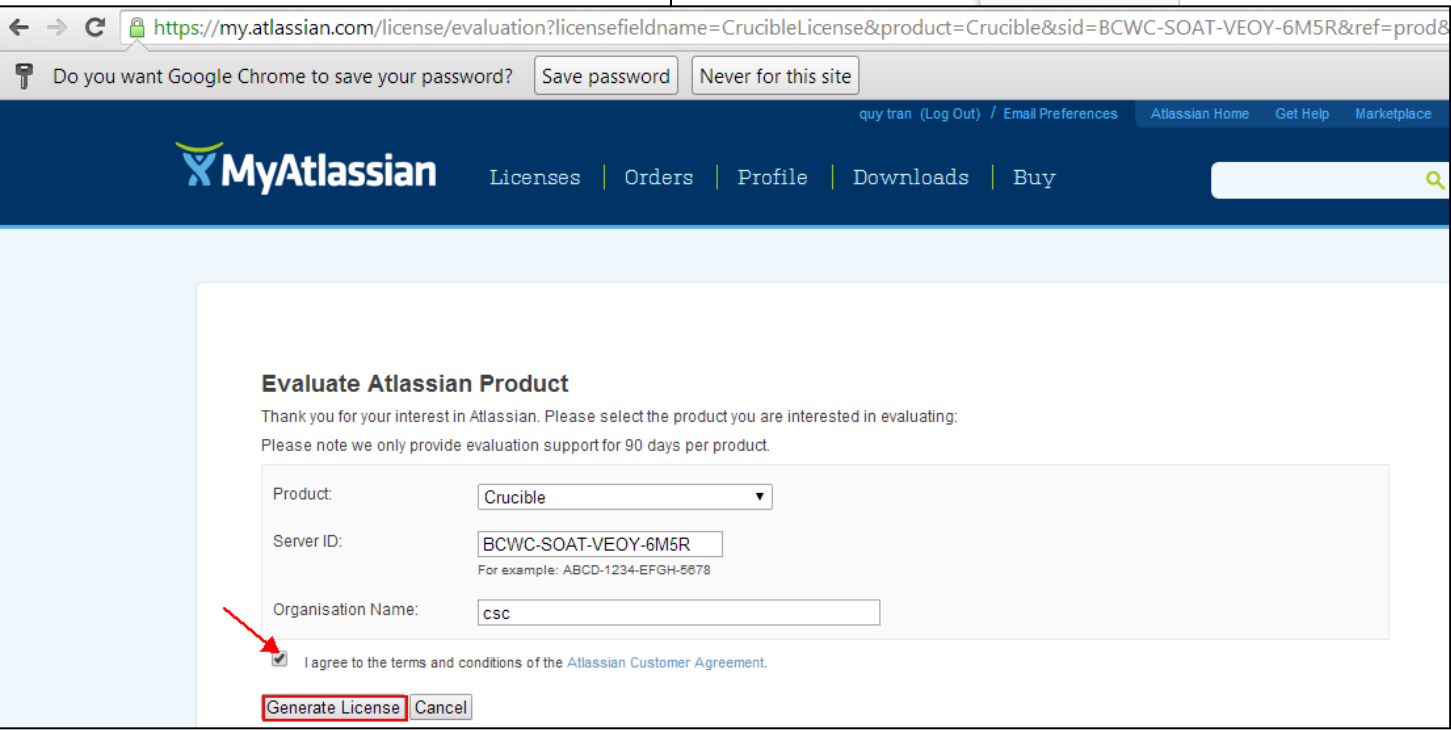 https://my.atlassian.com/license/evaluation?licensefieldname=CrucibleLicense&product=Crucible&sid=BCWC-SOAT-VEOY-6M5R&ref=prod&
Do you want Google Chrome to save your password? Save password Never for this site
quy tran (Log Out) / Email Preferences Atlassian Home Get Help Marketplace
MyAtlassian Licenses | Orders | Profile | Downloads | Buy
Evaluate Atlassian Product
Thank you for your interest in Atlassian. Please select the product you are interested in evaluating:
Please note we only provide evaluation support for 90 days per product.
Product: Crucible
Server ID: BCWC-SOAT-VEOY-6M5R
For example: ABCD-1234-EFGH-5678
Organisation Name: csc
I agree to the terms and conditions of the Atlassian Customer Agreement.
Generate License Cancel